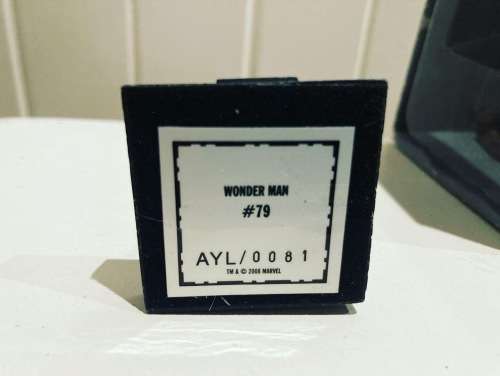 WONDER MAN
#79
AYL/0081
TM & © 2008 MARVEL